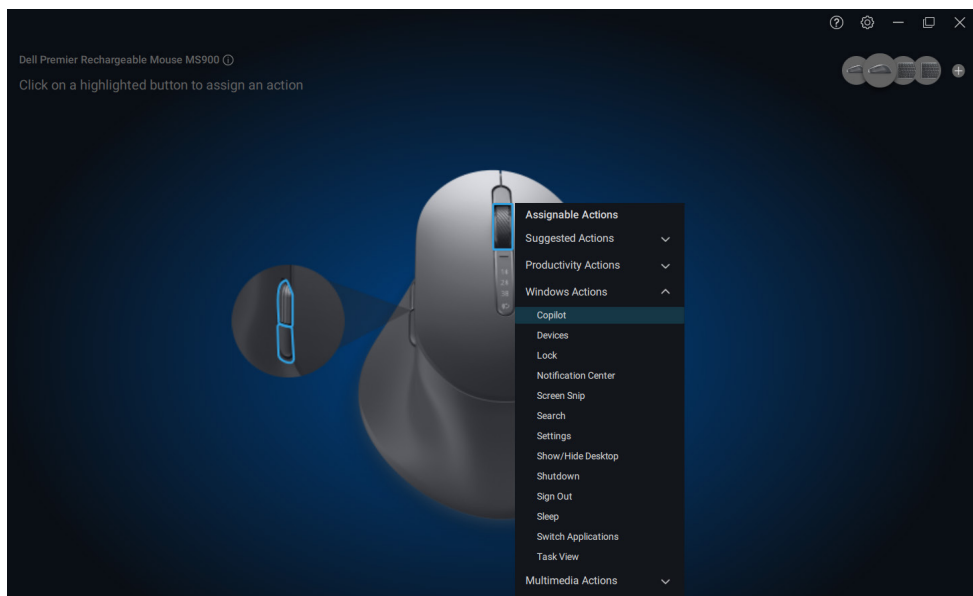 Dell Premier Rechargeable Mouse MS900
Click on a highlighted button to assign an action
Assignable Actions
Suggested Actions
Productivity Actions
Windows Actions
Copilot
Devices
Lock
Notification Center
Screen Snip
Search
Settings
Show/Hide Desktop
Shutdown
Sign Out
Sleep
Switch Applications
Task View
Multimedia Actions